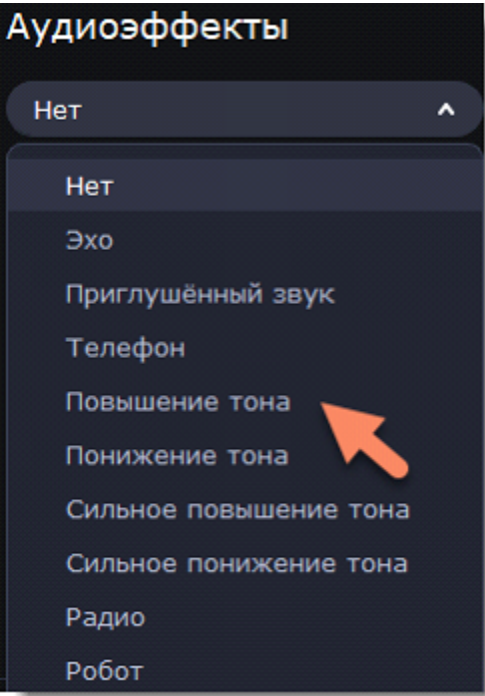 Аудиоэффекты
Нет
Нет
Эхо
Приглушённый звук
Телефон
Повышение тона
Понижение тона
Сильное повышение тона
Сильное понижение тона
Радио
Робот